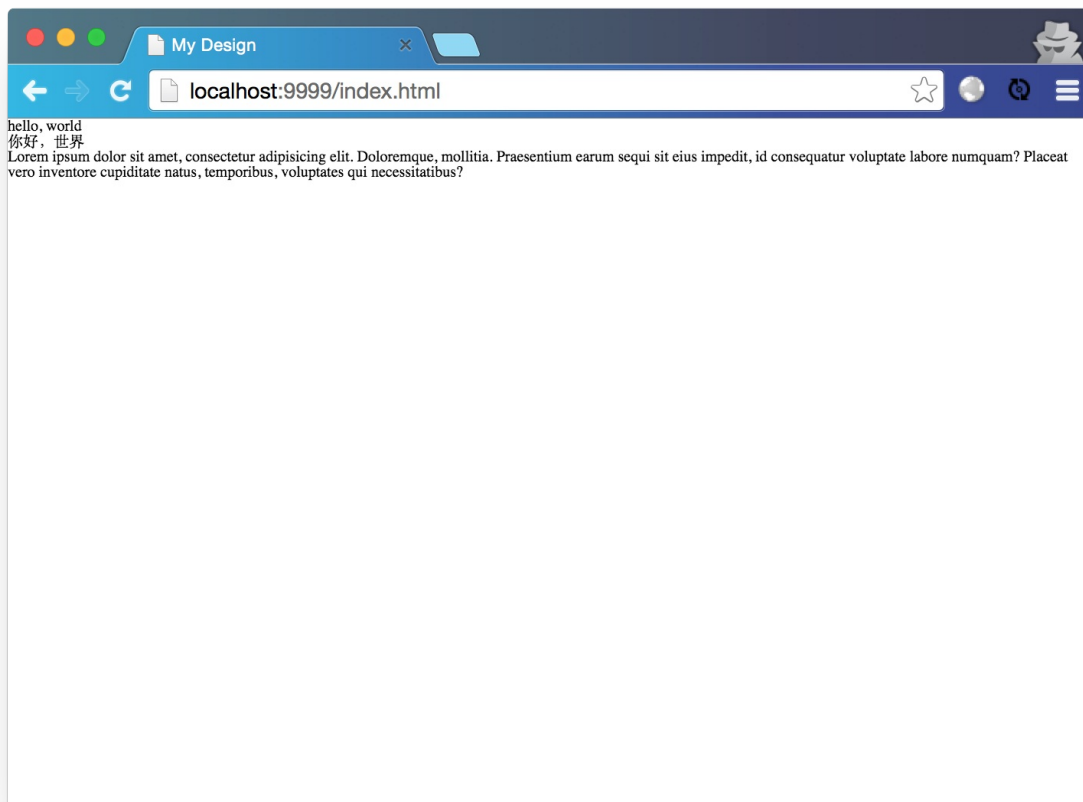 My Design
localhost:9999/index.html
hello, world
你好，世界
Lorem ipsum dolor sit amet, consectetur adipisicing elit. Doloremque, mollitia. Praesentium earum sequi sit eius impedit, id consequatur voluptate labore numquam? Placeat
vero inventore cupiditate natus, temporibus, voluptates qui necessitatibus?